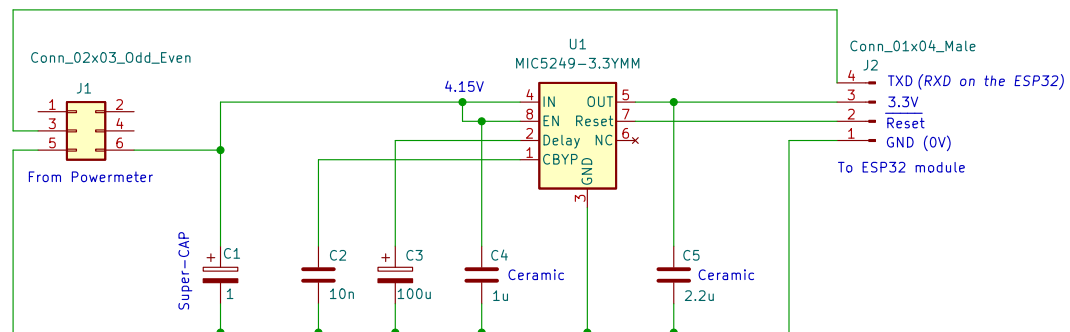 Conn_02x03_Odd_Even
J1
1 2
3 4
5 6
From Powermeter
4.15V
U1
MIC5249-3.3YMM
4 IN OUT 5
8 EN Reset 7
2 Delay NC 6
1 CBYP
GND
3
Conn_01x04_Male
J2
4 TXD (RXD on the ESP32)
3 3.3V
2 Reset
1 GND (0V)
To ESP32 module
Super-CAP
+ C1
1
C2
10n
+ C3
100u
C4
Ceramic
1u
C5
Ceramic
2.2u